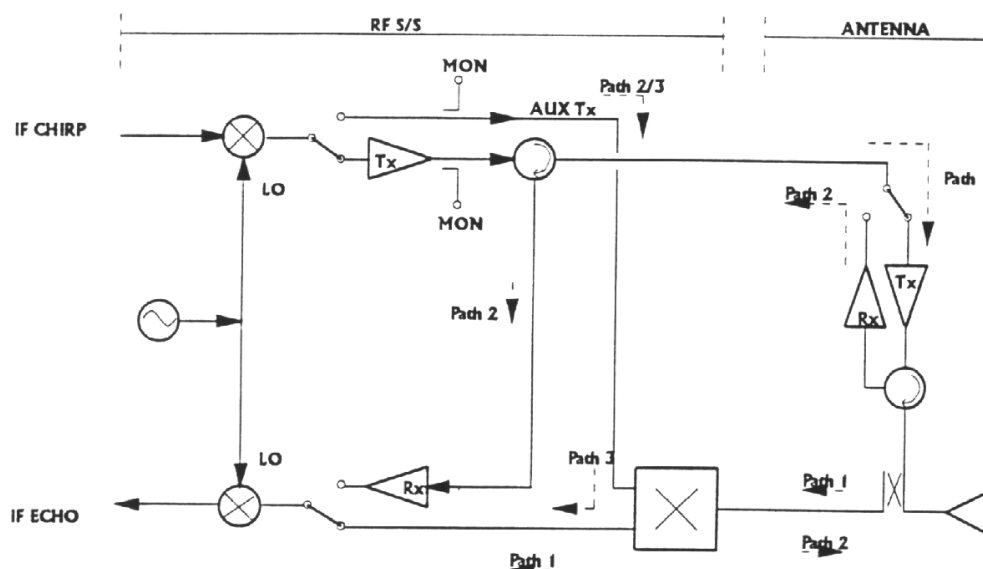 RF S/S
ANTENNA
MON
Path 2/3
AUX Tx
IF CHIRP
Tx
LO
MON
Path
Path 2
Tx
Path 2
Rx
LO
Path 3
Rx
Path 1
IF ECHO
Path 2
Path 1